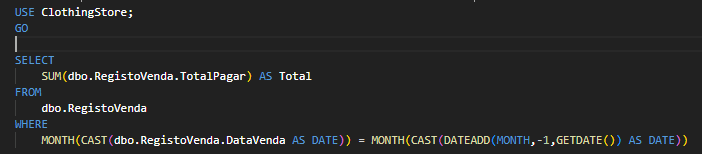 USE ClothingStore;
GO
SELECT
SUM(dbo.RegistoVenda.TotalPagar) AS Total
FROM
dbo.RegistoVenda
WHERE
MONTH(CAST(dbo.RegistoVenda.DataVenda AS DATE)) = MONTH(CAST(DATEADD(MONTH,-1,GETDATE()) AS DATE))